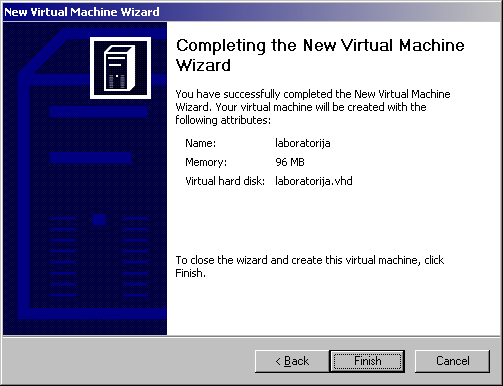 New Virtual Machine Wizard
Completing the New Virtual Machine
Wizard
You have successfully completed the New Virtual Machine
Wizard. Your virtual machine will be created with the
following attributes:
Name: laboratorija
Memory: 96 MB
Virtual hard disk: laboratorija.vhd
To close the wizard and create this virtual machine, click
Finish.
< Back Finish Cancel